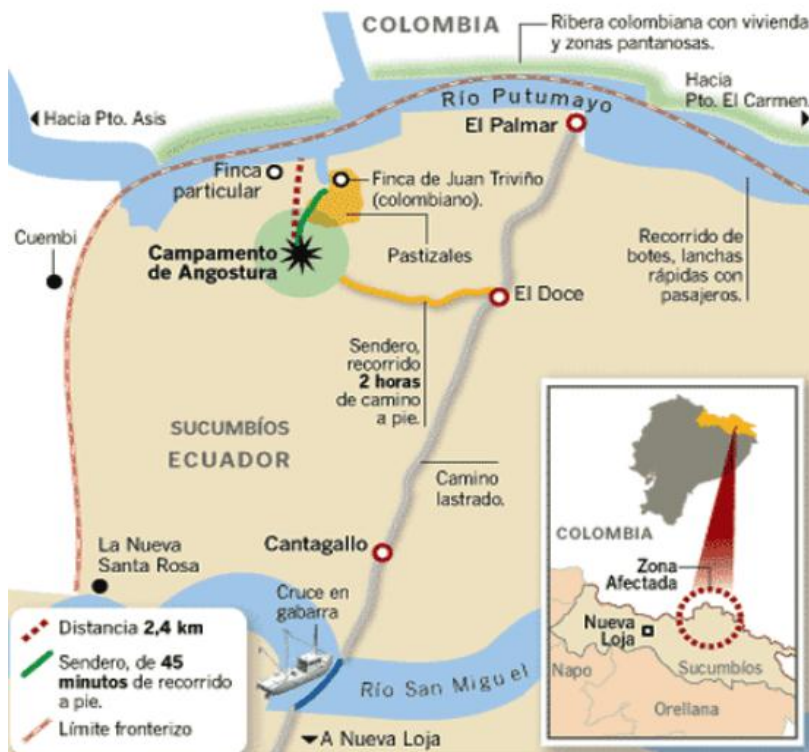 COLOMBIA
Ribera colombiana con vivienda
y zonas pantanosas.
Hacia Pto. Asis
Río Putumayo
Hacia
Pto. El Carmen
El Palmar
Finca
particular
Finca de Juan Triviño
(colombiano).
Cuembi
Campamento
de Angostura
Pastizales
Recorrido de
botes, lanchas
rápidas con
pasajeros.
El Doce
Sendero,
recorrido
2 horas
de camino
a pie.
SUCUMBÍOS
ECUADOR
Camino
lastrado.
La Nueva
Santa Rosa
Cantagallo
Cruce en
gabarra
Río San Miguel
A Nueva Loja
Distancia 2,4 km
Sendero, de 45
minutos de recorrido
a pie.
Límite fronterizo
COLOMBIA
Zona
Afectada
Nueva
Loja
Napo
Sucumbíos
Orellana